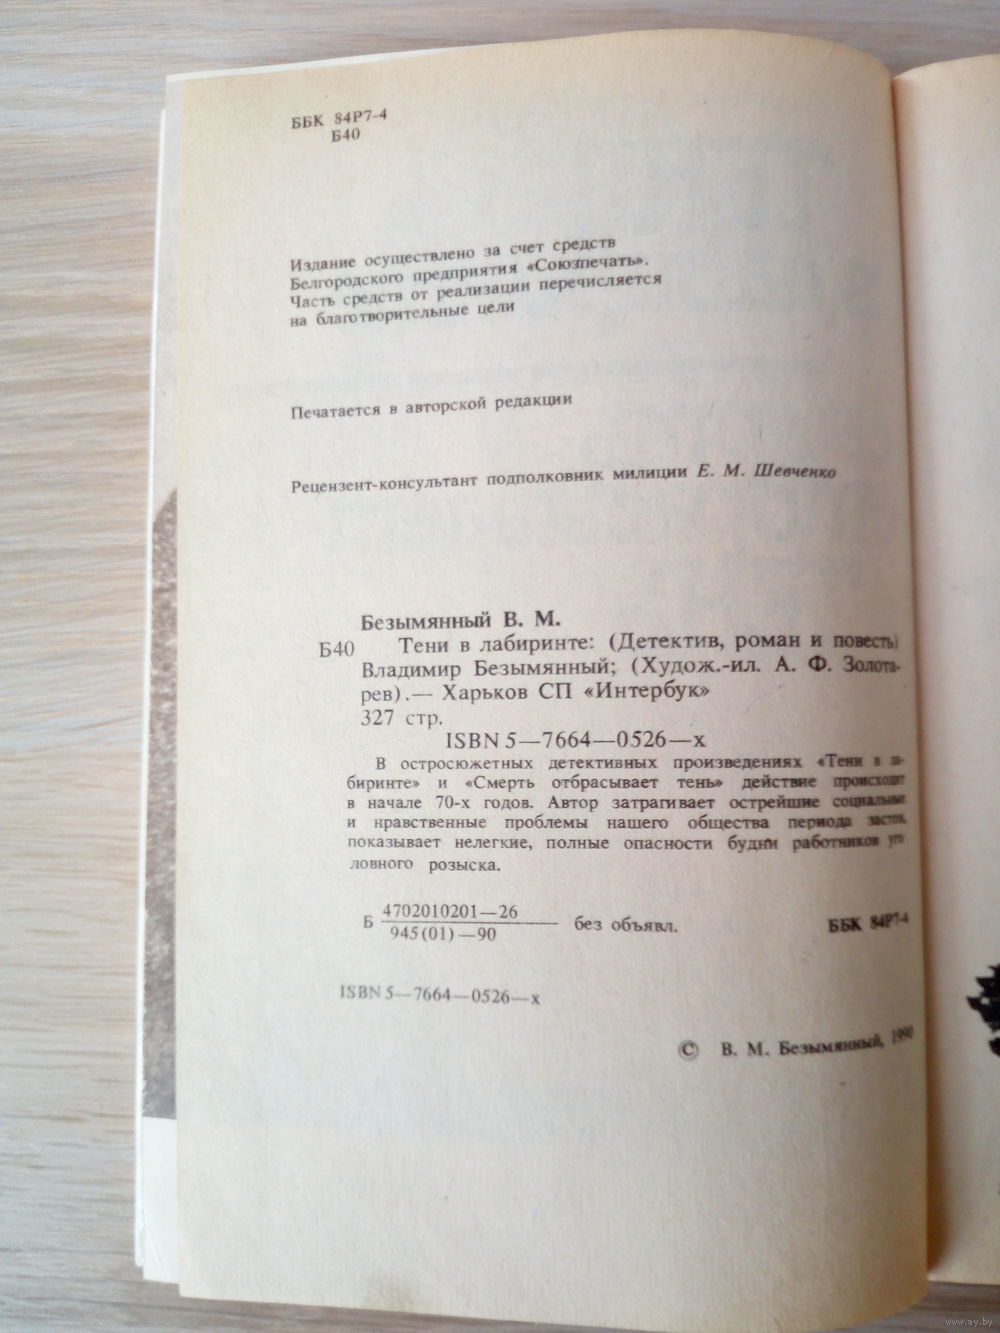 ББК 84Р7-4
Б40
Издание осуществлено за счет средств
Белгородского предприятия «Союзпечать».
Часть средств от реализации перечисляется
на благотворительные цели
Печатается в авторской редакции
Рецензент-консультант подполковник милиции Е. М. Шевченко
Безымянный В. М.
Б40 Тени в лабиринте: (Детектив, роман и повесть)
Владимир Безымянный; (Худож.-ил. А. Ф. Золота-
рев).— Харьков СП «Интербук»
327 стр.
ISBN 5—7664—0526—х
В остросюжетных детективных произведениях «Тени в ла-
биринте» и «Смерть отбрасывает тень» действие происходит
в начале 70-х годов. Автор затрагивает острейшие социальные
и нравственные проблемы нашего общества периода застоя,
показывает нелегкие, полные опасности будни работников уго
ловного розыска.
Б 4702010201—26
945(01)—90 без объявл. ББК 84Р7-4
ISBN 5—7664—0526—х
© В. М. Безымянный, 1990
www.ay.by